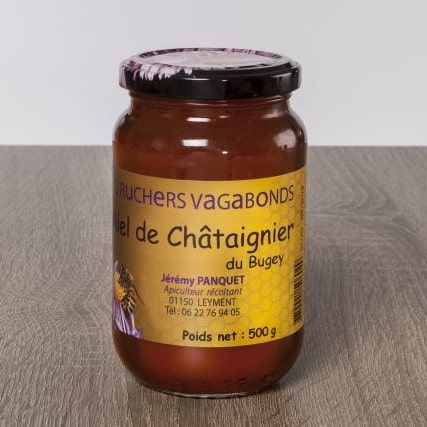 RUCHERS VAGABONDS
Miel de Châtaignier
du Bugey
Jérémy PANQUET
Apiculteur récoltant
01150 LEYMENT
Tél : 06 22 76 94 05
Poids net : 500 g